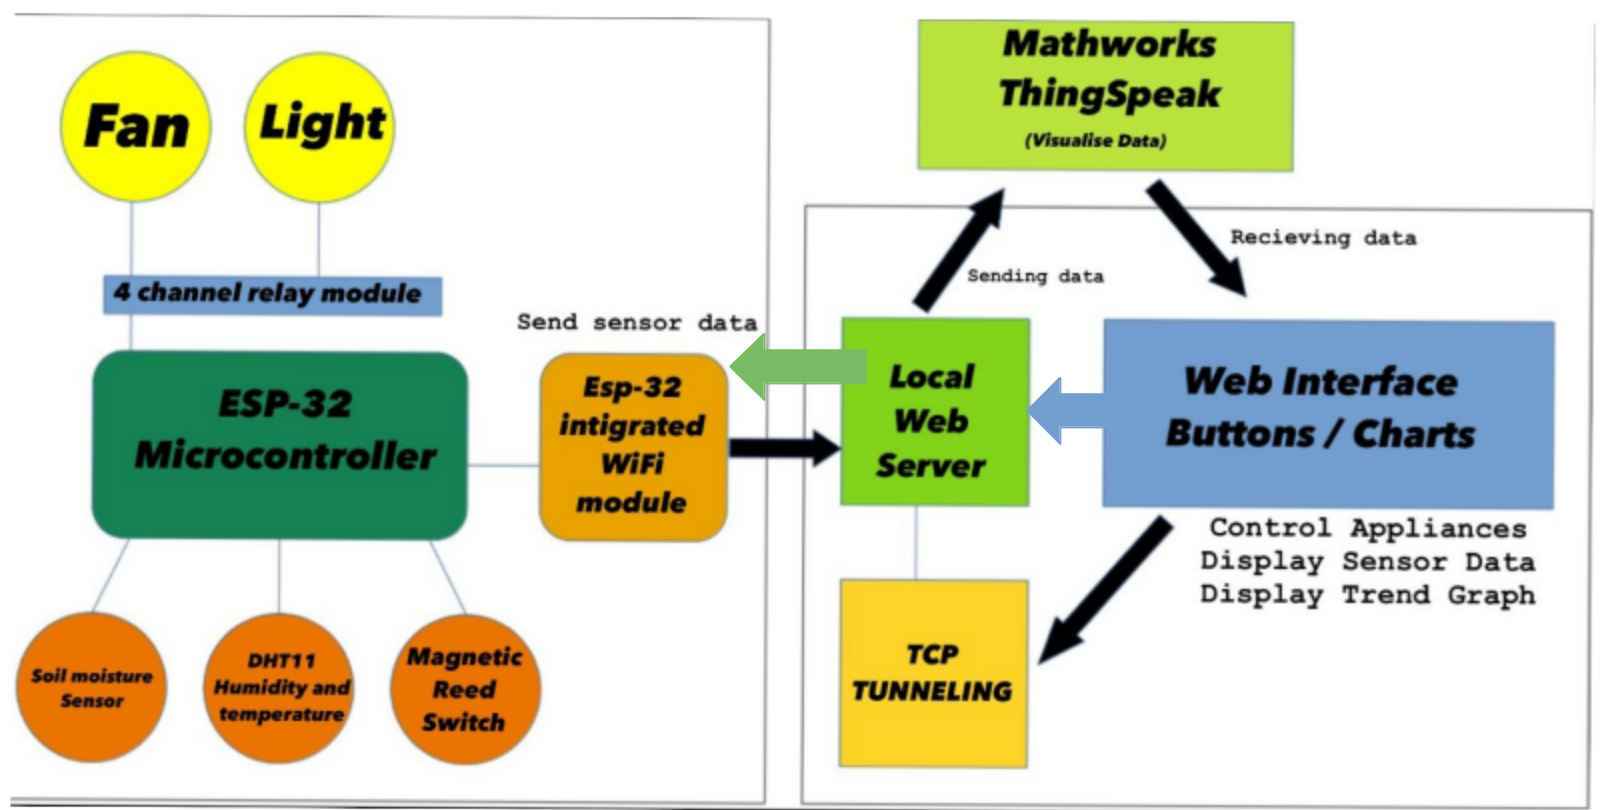 Fan
Light
4 channel relay module
ESP-32
Microcontroller
Soil moisture
Sensor
DHT11
Humidity and
temperature
Magnetic
Reed
Switch
Send sensor data
Esp-32
intigrated
WiFi
module
Mathworks
ThingSpeak
(Visualise Data)
Sending data
Recieving data
Local
Web
Server
Web Interface
Buttons / Charts
Control Appliances
Display Sensor Data
Display Trend Graph
TCP
TUNNELING